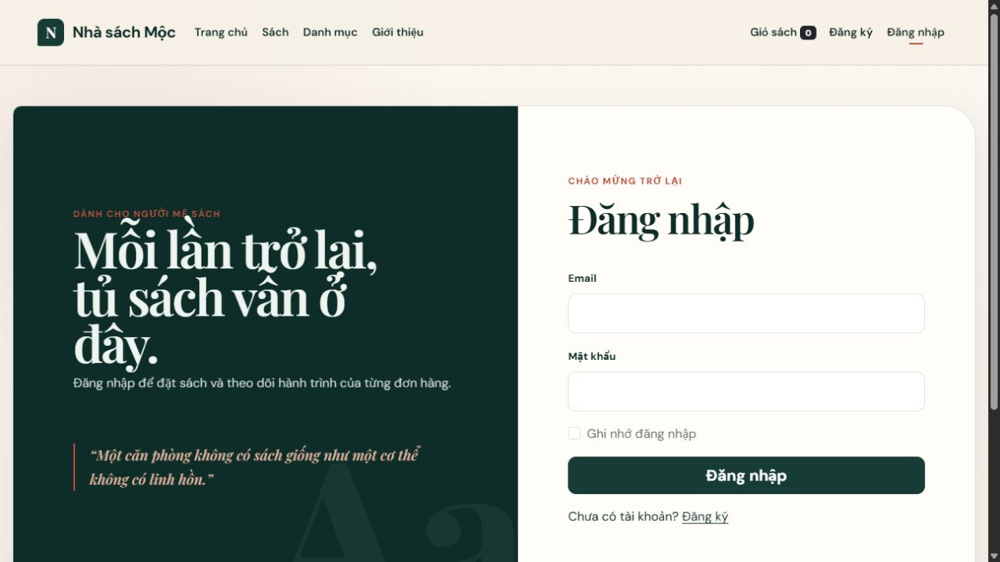 N
Nhà sách Mộc
Trang chủ
Sách
Danh mục
Giới thiệu
Giỏ sách 0
Đăng ký
Đăng nhập
DÀNH CHO NGƯỜI MÊ SÁCH
Mỗi lần trở lại,
tủ sách vẫn ở
đây.
Đăng nhập để đặt sách và theo dõi hành trình của từng đơn hàng.
“Một căn phòng không có sách giống như một cơ thể
không có linh hồn.”
Aa
CHÀO MỪNG TRỞ LẠI
Đăng nhập
Email
Mật khẩu
Ghi nhớ đăng nhập
Đăng nhập
Chưa có tài khoản? Đăng ký